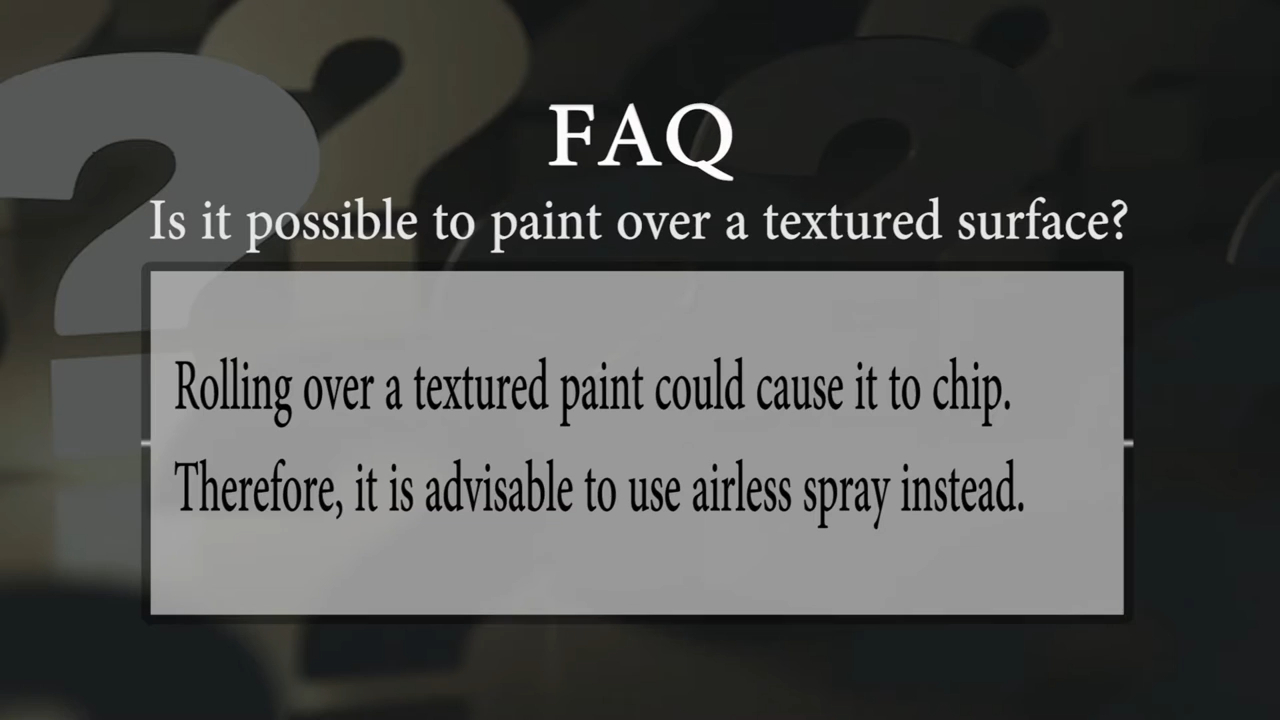 FAQ
Is it possible to paint over a textured surface?
Rolling over a textured paint could cause it to chip.
Therefore, it is advisable to use airless spray instead.